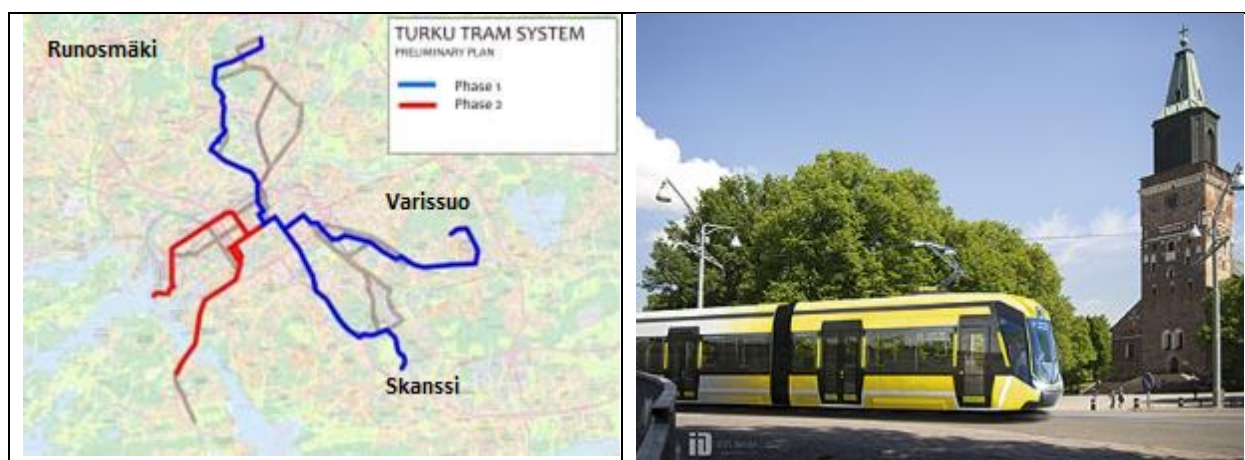 Runosmäki
TURKU TRAM SYSTEM
PRELIMINARY PLAN
Phase 1
Phase 2
Varissuo
Skanssi